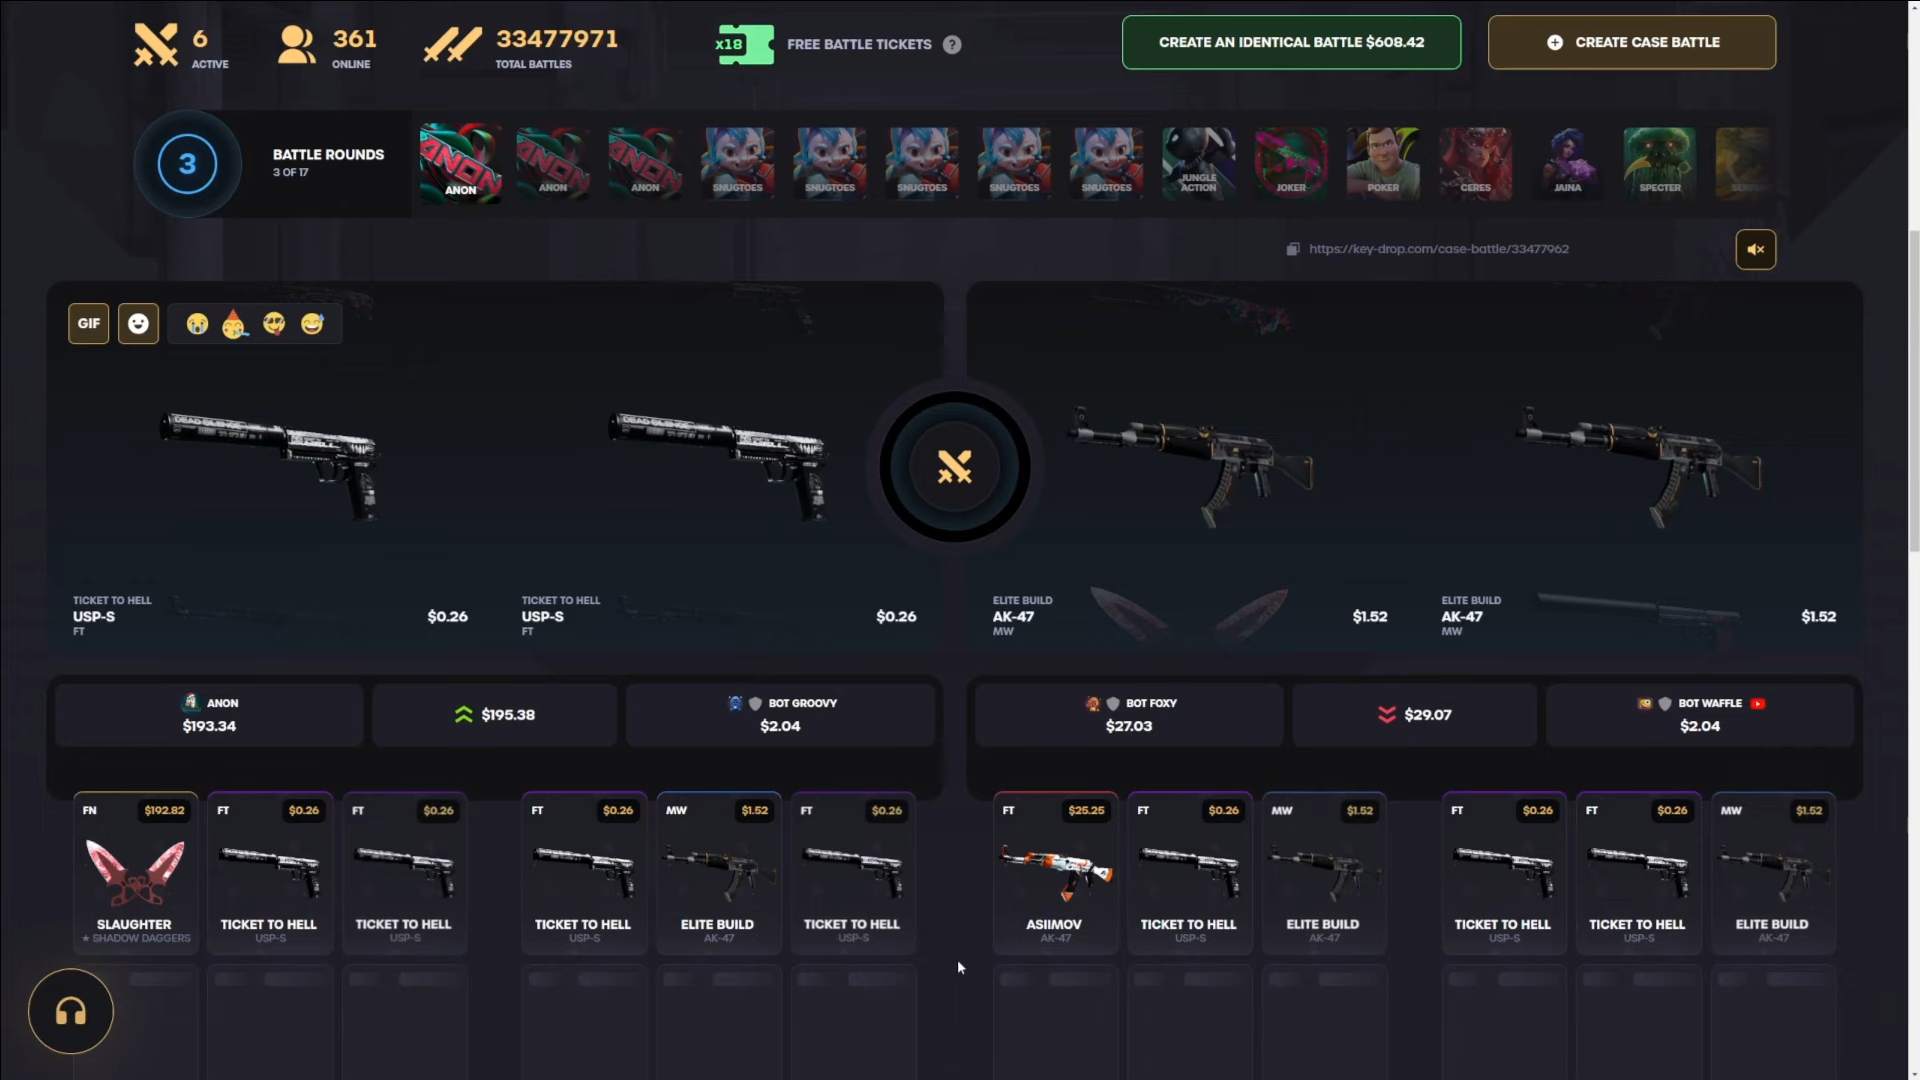 6
ACTIVE
361
ONLINE
33477971
TOTAL BATTLES
x18
FREE BATTLE TICKETS ?
CREATE AN IDENTICAL BATTLE $608.42
CREATE CASE BATTLE
3
BATTLE ROUNDS
3 OF 17
ANON
ANON
ANON
SNUGTOES
SNUGTOES
SNUGTOES
SNUGTOES
SNUGTOES
JUNGLE
ACTION
JOKER
POKER
CERES
JAINA
SPECTER
https://key-drop.com/case-battle/33477962
GIF
TICKET TO HELL
USP-S
FT
$0.26
TICKET TO HELL
USP-S
FT
$0.26
ELITE BUILD
AK-47
MW
$1.52
ELITE BUILD
AK-47
MW
$1.52
ANON
$193.34
$195.38
BOT GROOVY
$2.04
BOT FOXY
$27.03
$29.07
BOT WAFFLE
$2.04
FN $192.82
SLAUGHTER
★ SHADOW DAGGERS
FT $0.26
TICKET TO HELL
USP-S
FT $0.26
TICKET TO HELL
USP-S
FT $0.26
TICKET TO HELL
USP-S
MW $1.52
ELITE BUILD
AK-47
FT $0.26
TICKET TO HELL
USP-S
FT $25.25
ASIIMOV
AK-47
FT $0.26
TICKET TO HELL
USP-S
MW $1.52
ELITE BUILD
AK-47
FT $0.26
TICKET TO HELL
USP-S
FT $0.26
TICKET TO HELL
USP-S
MW $1.52
ELITE BUILD
AK-47